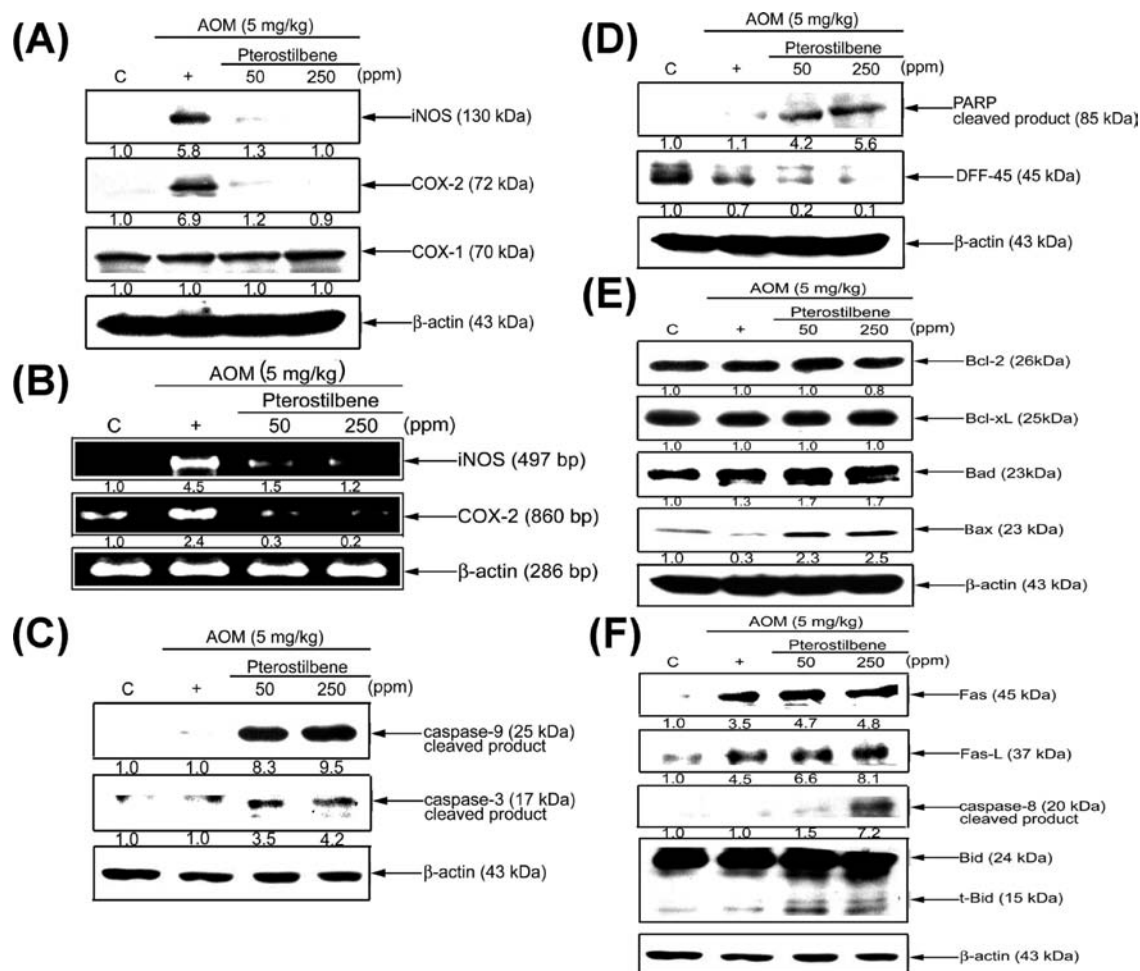 (A)
AOM (5 mg/kg)
Pterostilbene
C + 50 250 (ppm)
iNOS (130 kDa)
1.0 5.8 1.3 1.0
COX-2 (72 kDa)
1.0 6.9 1.2 0.9
COX-1 (70 kDa)
1.0 1.0 1.0 1.0
β-actin (43 kDa)
(B)
AOM (5 mg/kg)
Pterostilbene
C + 50 250 (ppm)
iNOS (497 bp)
1.0 4.5 1.5 1.2
COX-2 (860 bp)
1.0 2.4 0.3 0.2
β-actin (286 bp)
(C)
AOM (5 mg/kg)
Pterostilbene
C + 50 250 (ppm)
caspase-9 (25 kDa)
cleaved product
1.0 1.0 8.3 9.5
caspase-3 (17 kDa)
cleaved product
1.0 1.0 3.5 4.2
β-actin (43 kDa)
(D)
AOM (5 mg/kg)
Pterostilbene
C + 50 250 (ppm)
PARP
cleaved product (85 kDa)
1.0 1.1 4.2 5.6
DFF-45 (45 kDa)
1.0 0.7 0.2 0.1
β-actin (43 kDa)
(E)
AOM (5 mg/kg)
Pterostilbene
C + 50 250 (ppm)
Bcl-2 (26kDa)
1.0 1.0 1.0 0.8
Bcl-xL (25kDa)
1.0 1.0 1.0 1.0
Bad (23kDa)
1.0 1.3 1.7 1.7
Bax (23 kDa)
1.0 0.3 2.3 2.5
β-actin (43 kDa)
(F)
AOM (5 mg/kg)
Pterostilbene
C + 50 250 (ppm)
Fas (45 kDa)
1.0 3.5 4.7 4.8
Fas-L (37 kDa)
1.0 4.5 6.6 8.1
caspase-8 (20 kDa)
cleaved product
1.0 1.0 1.5 7.2
Bid (24 kDa)
t-Bid (15 kDa)
β-actin (43 kDa)